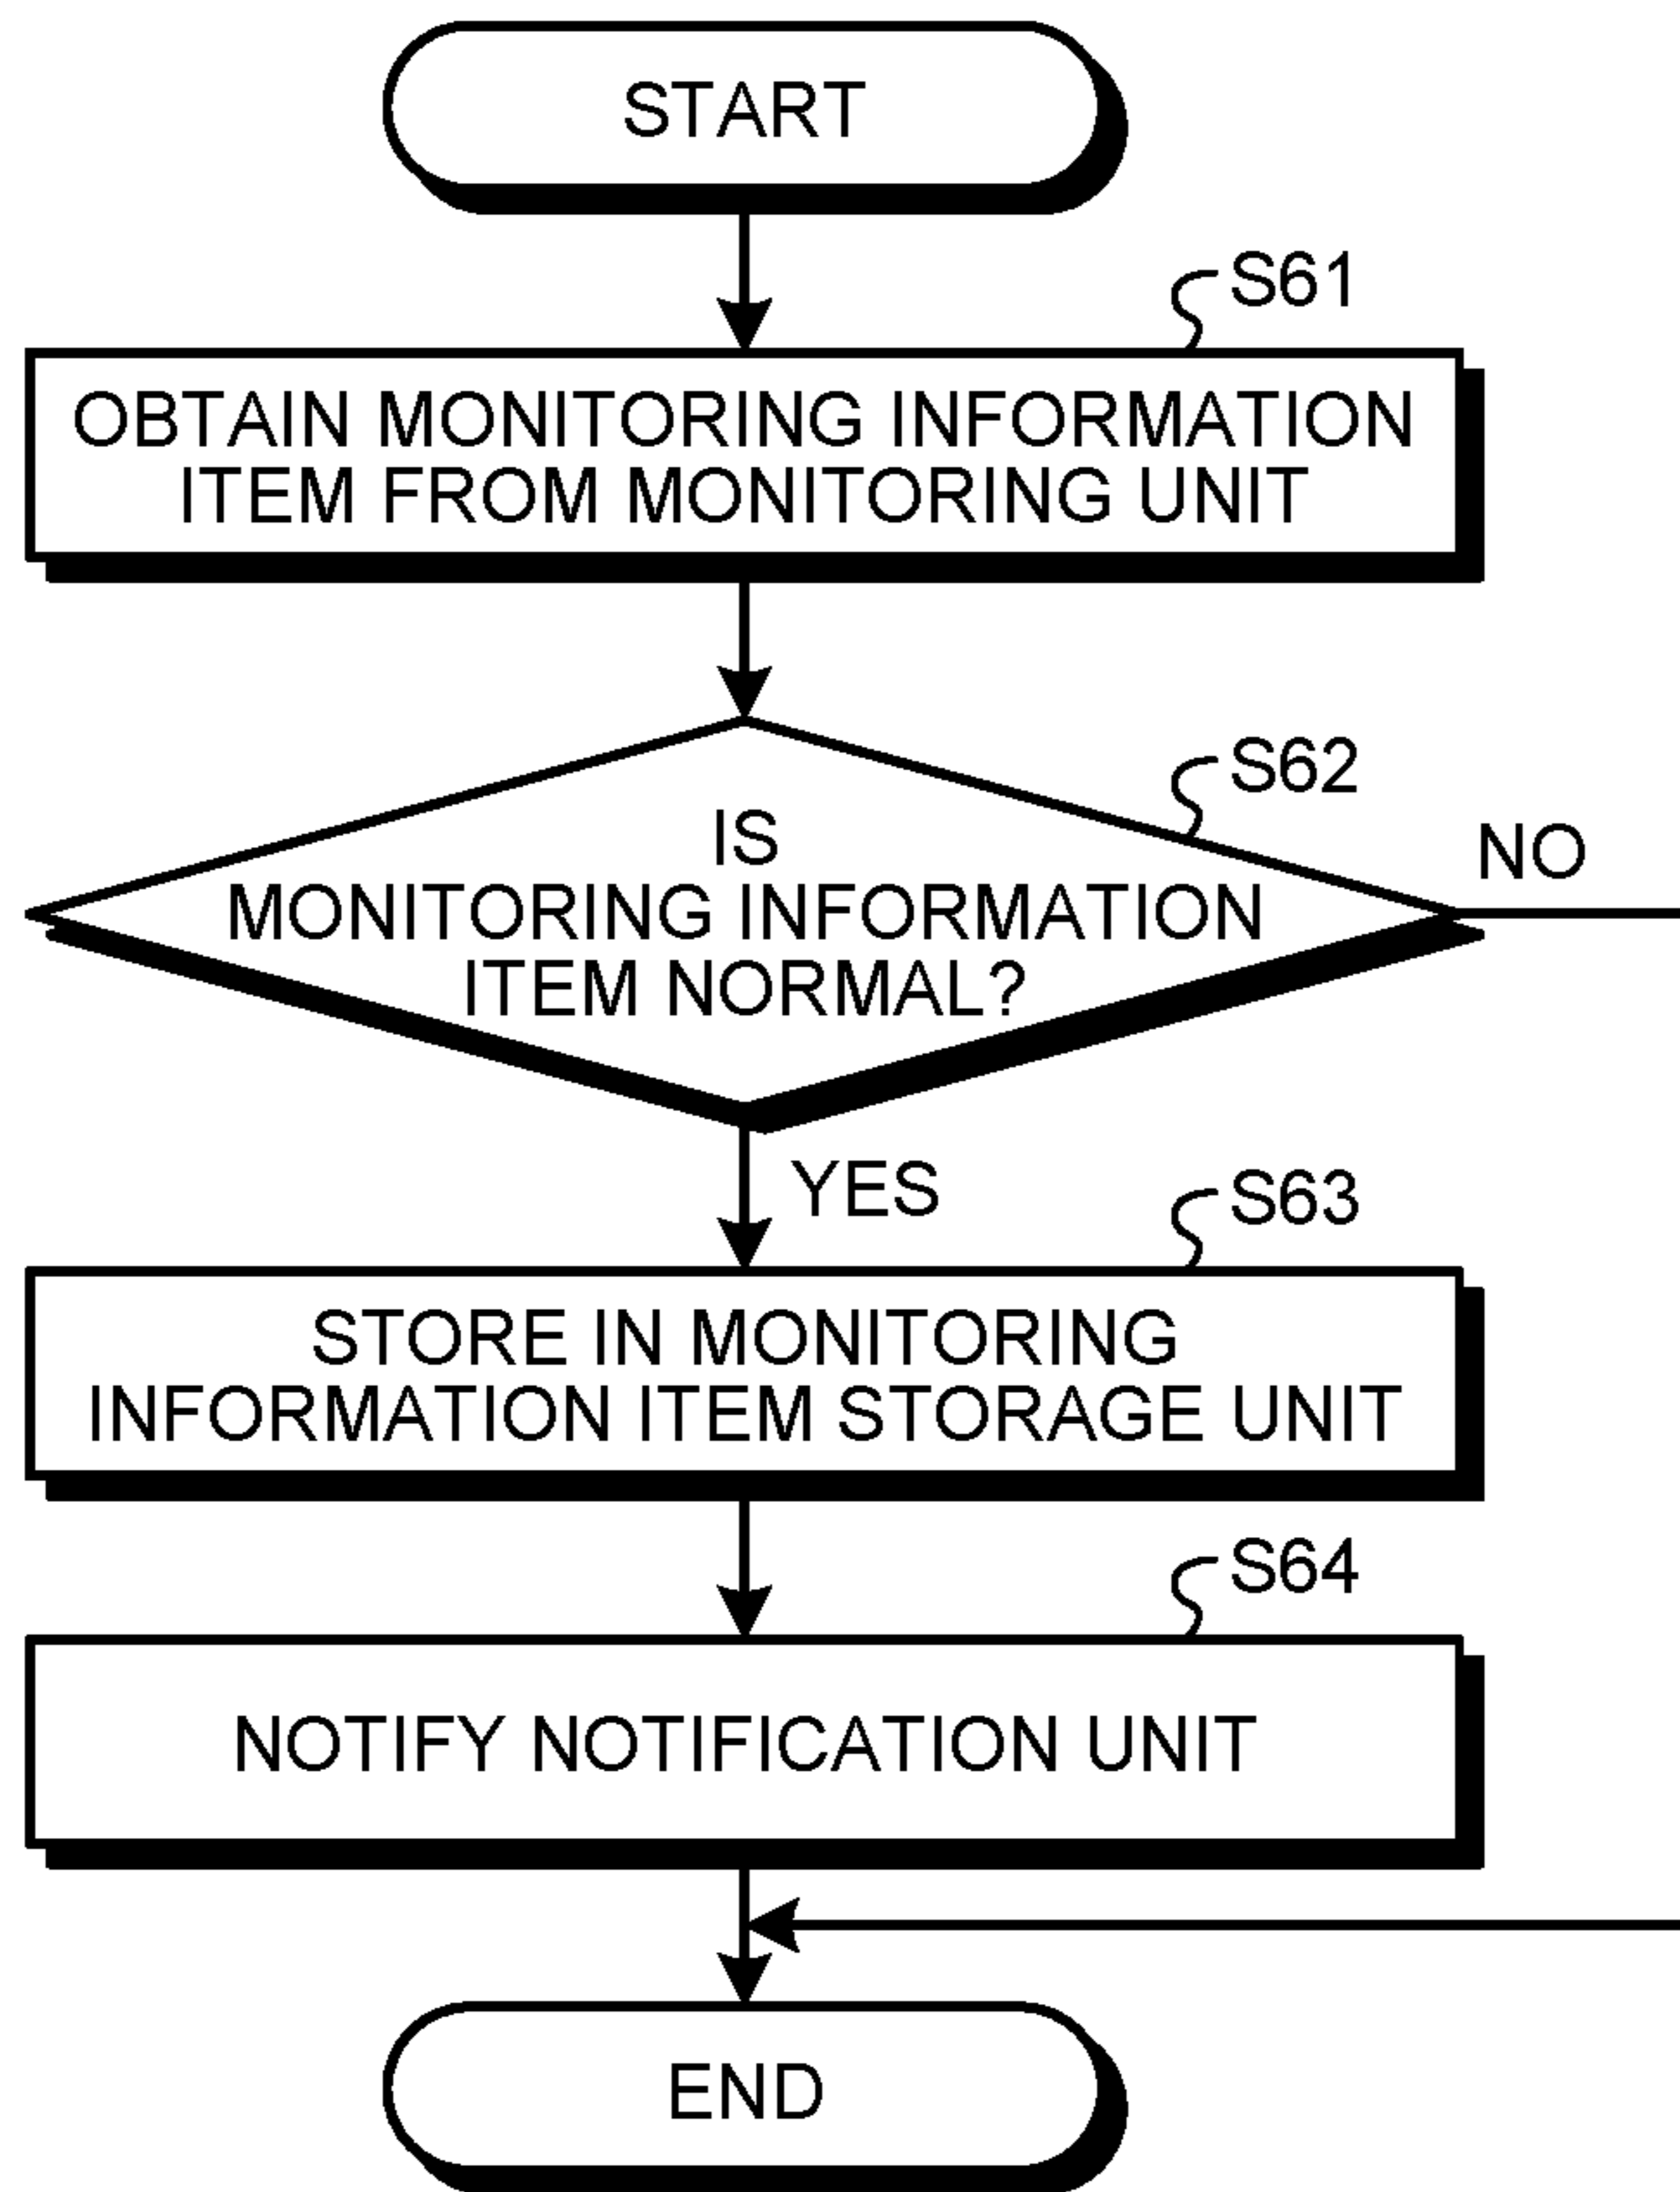 START
S61
OBTAIN MONITORING INFORMATION
ITEM FROM MONITORING UNIT
S62
IS
MONITORING INFORMATION
ITEM NORMAL?
NO
YES
S63
STORE IN MONITORING
INFORMATION ITEM STORAGE UNIT
S64
NOTIFY NOTIFICATION UNIT
END